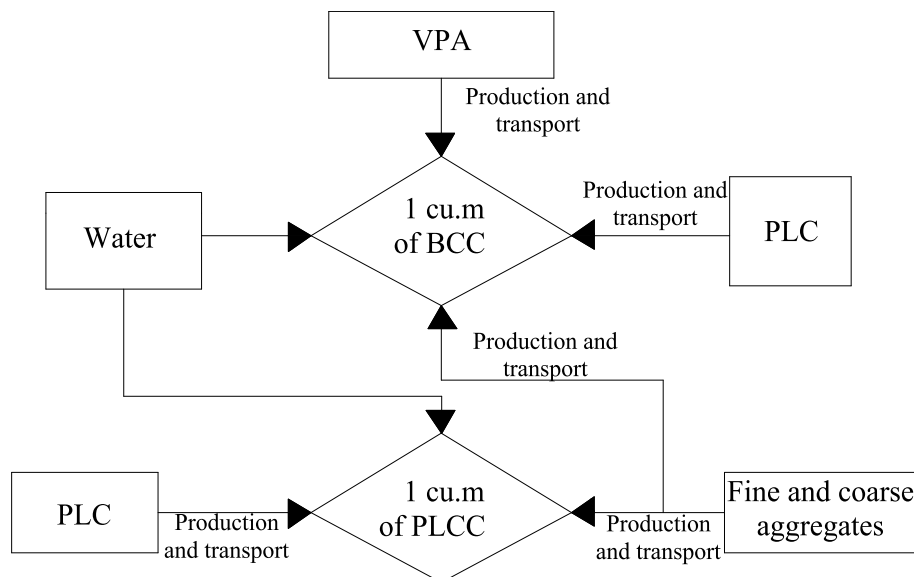 VPA
Production and
transport
Water
1 cu.m
of BCC
Production and
transport
PLC
Production and
transport
PLC
Production
and transport
1 cu.m
of PLCC
Production
and transport
Fine and coarse
aggregates